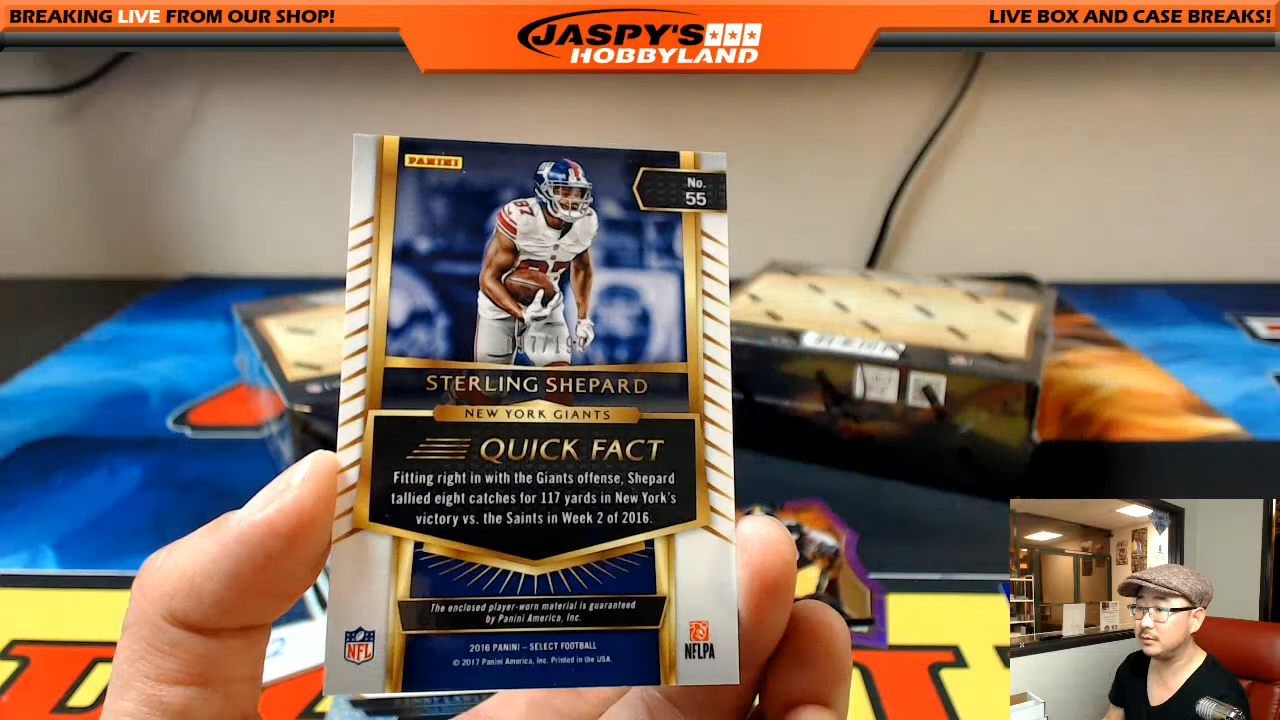 BREAKING LIVE FROM OUR SHOP!
JASPY'S
HOBBYLAND
LIVE BOX AND CASE BREAKS!
PANINI
No.
55
87
STERLING SHEPARD
NEW YORK GIANTS
QUICK FACT
Fitting right in with the Giants offense, Shepard
tallied eight catches for 117 yards in New York's
victory vs. the Saints in Week 2 of 2016.
The enclosed player-worn material is guaranteed
by Panini America, Inc.
2016 PANINI – SELECT FOOTBALL
© 2017 Panini America, Inc. Printed in the USA.
NFL
NFLPA